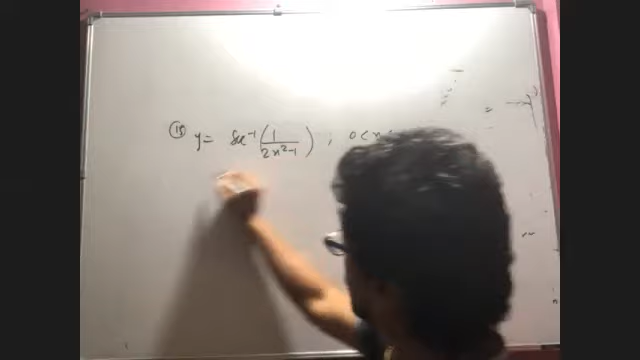 (15) y = sec⁻¹ (1/(2x²-1)) ; 0 < x <